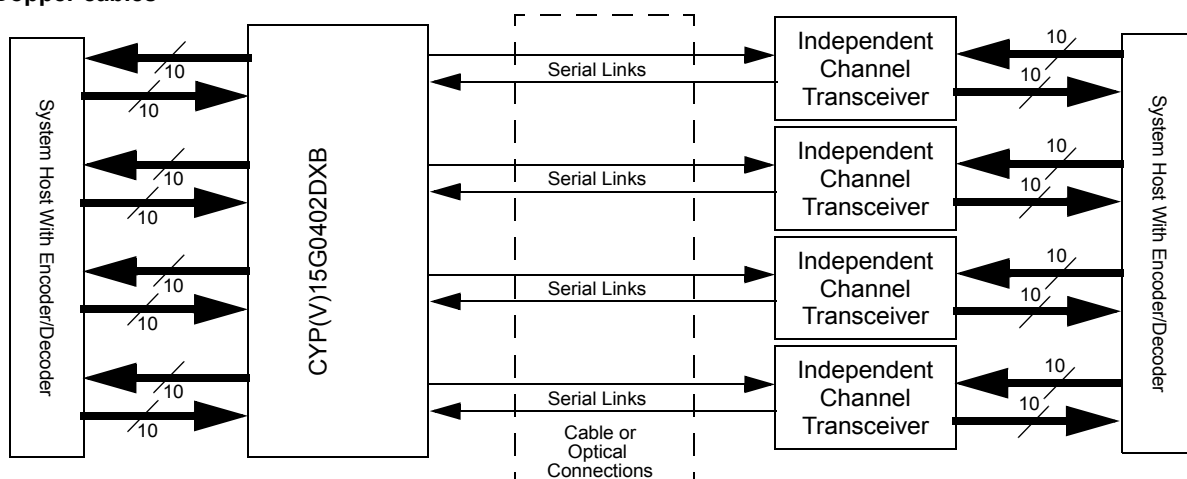 System Host With Encoder/Decoder
10
10
10
10
10
10
10
10
CYP(V)15G0402DXB
Serial Links
Serial Links
Serial Links
Serial Links
Cable or
Optical
Connections
Independent
Channel
Transceiver
Independent
Channel
Transceiver
Independent
Channel
Transceiver
Independent
Channel
Transceiver
10
10
10
10
10
10
10
10
System Host With Encoder/Decoder